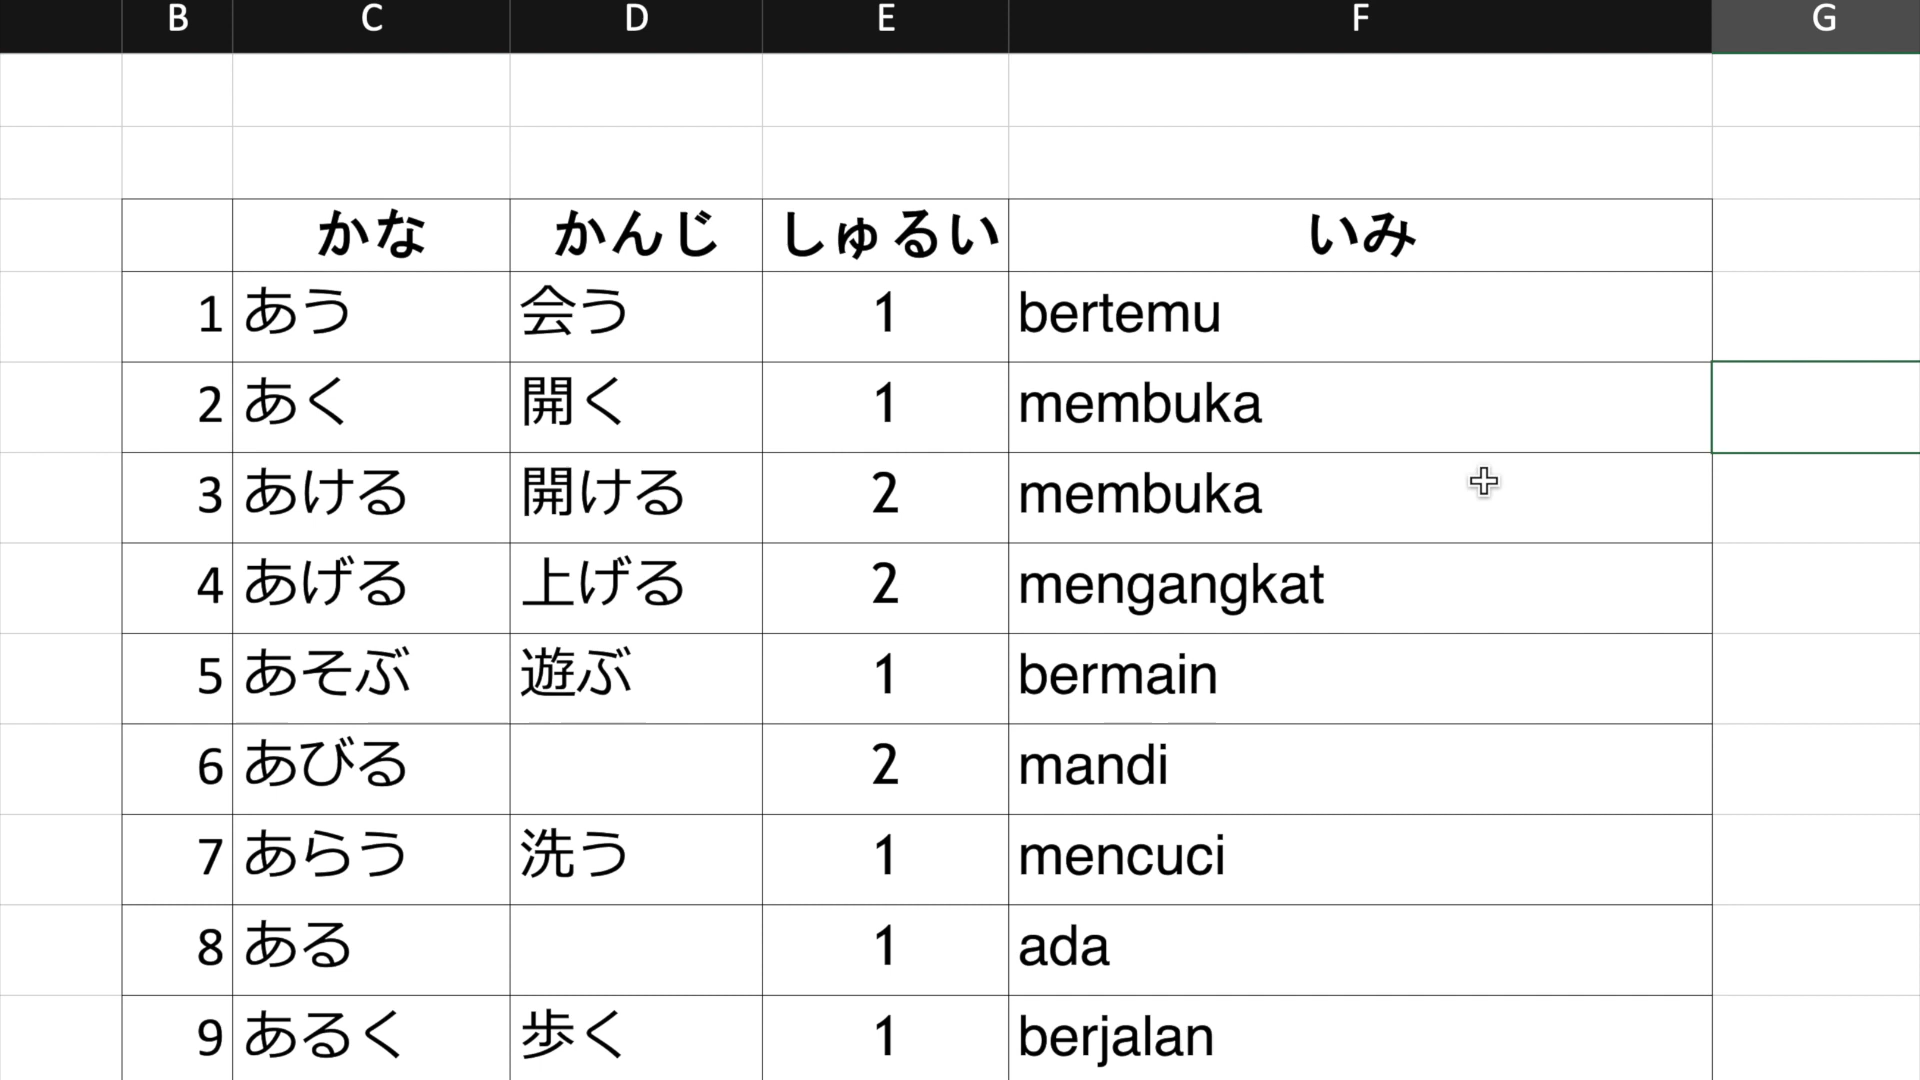 B C D E F G
かな かんじ しゅるい いみ
1 あう 会う 1 bertemu
2 あく 開く 1 membuka
3 あける 開ける 2 membuka
4 あげる 上げる 2 mengangkat
5 あそぶ 遊ぶ 1 bermain
6 あびる 2 mandi
7 あらう 洗う 1 mencuci
8 ある 1 ada
9 あるく 歩く 1 berjalan